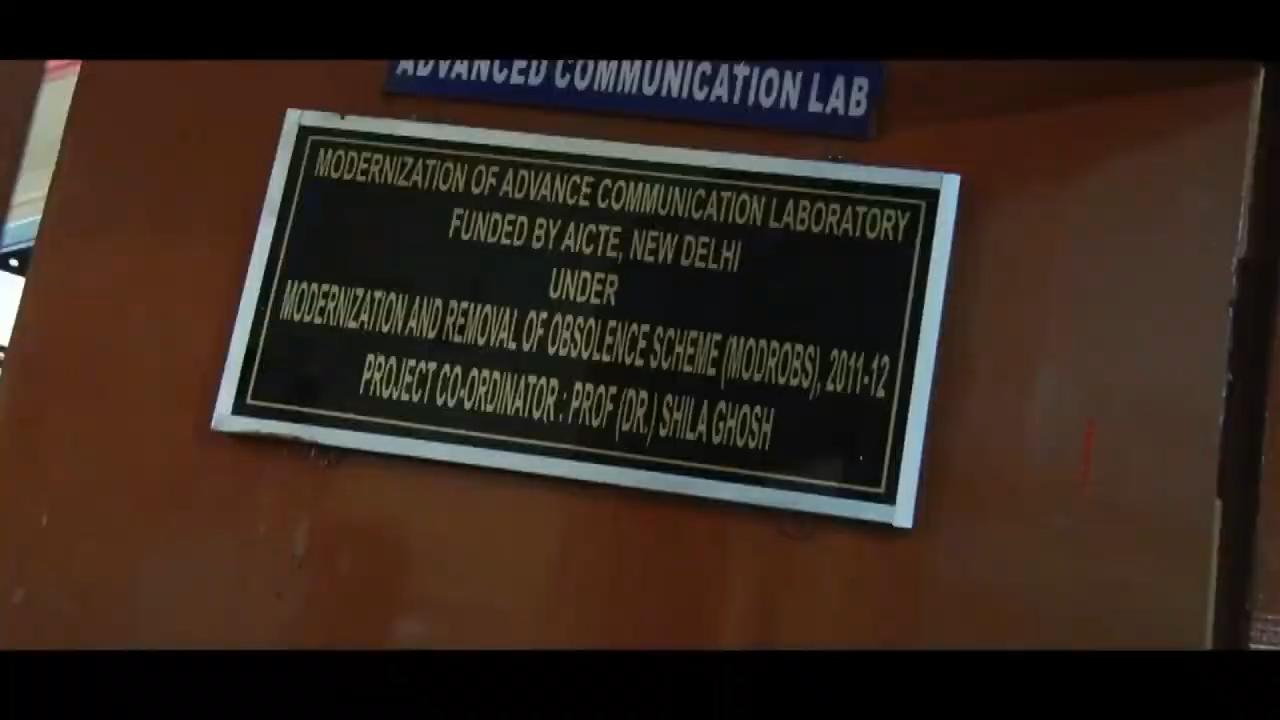 ADVANCED COMMUNICATION LAB
MODERNIZATION OF ADVANCE COMMUNICATION LABORATORY
FUNDED BY AICTE, NEW DELHI
UNDER
MODERNIZATION AND REMOVAL OF OBSOLENCE SCHEME (MODROBS), 2011-12
PROJECT CO-ORDINATOR : PROF (DR.) SHILA GHOSH